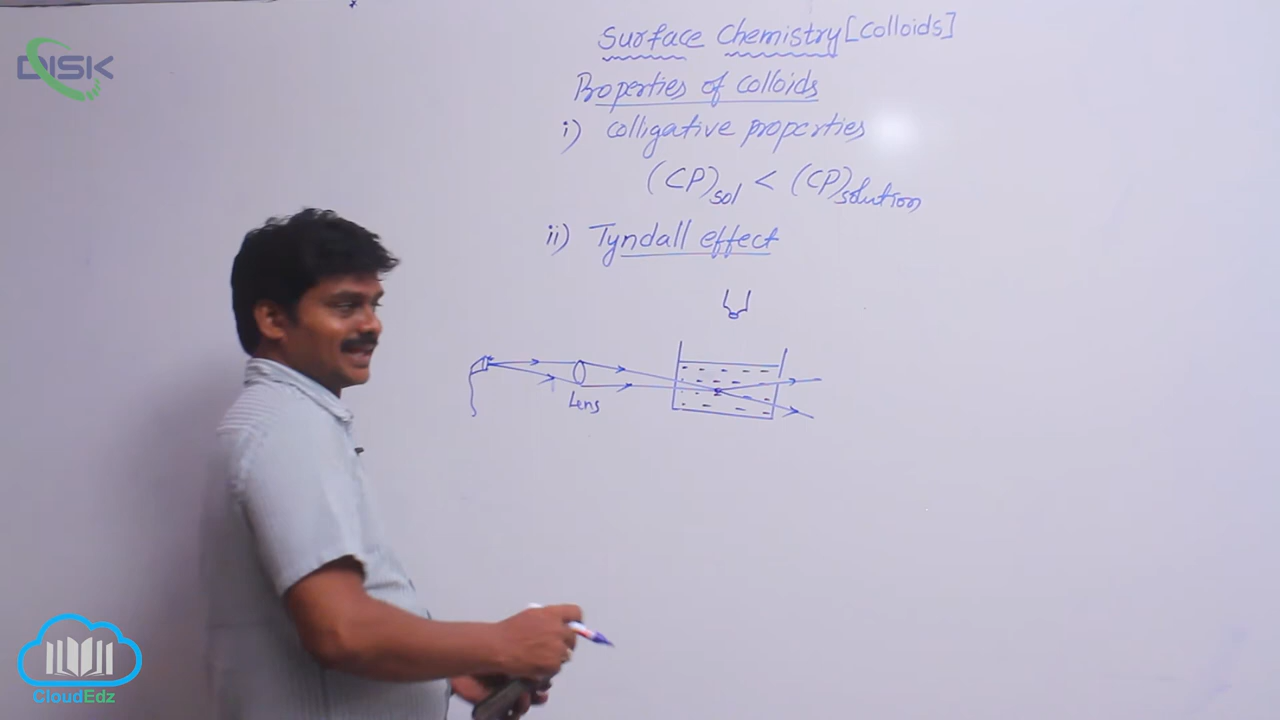 DISK
Surface Chemistry [Colloids]
Properties of colloids
i) colligative properties
(CP)sol < (CP)solution
ii) Tyndall effect
Lens
CloudEdz